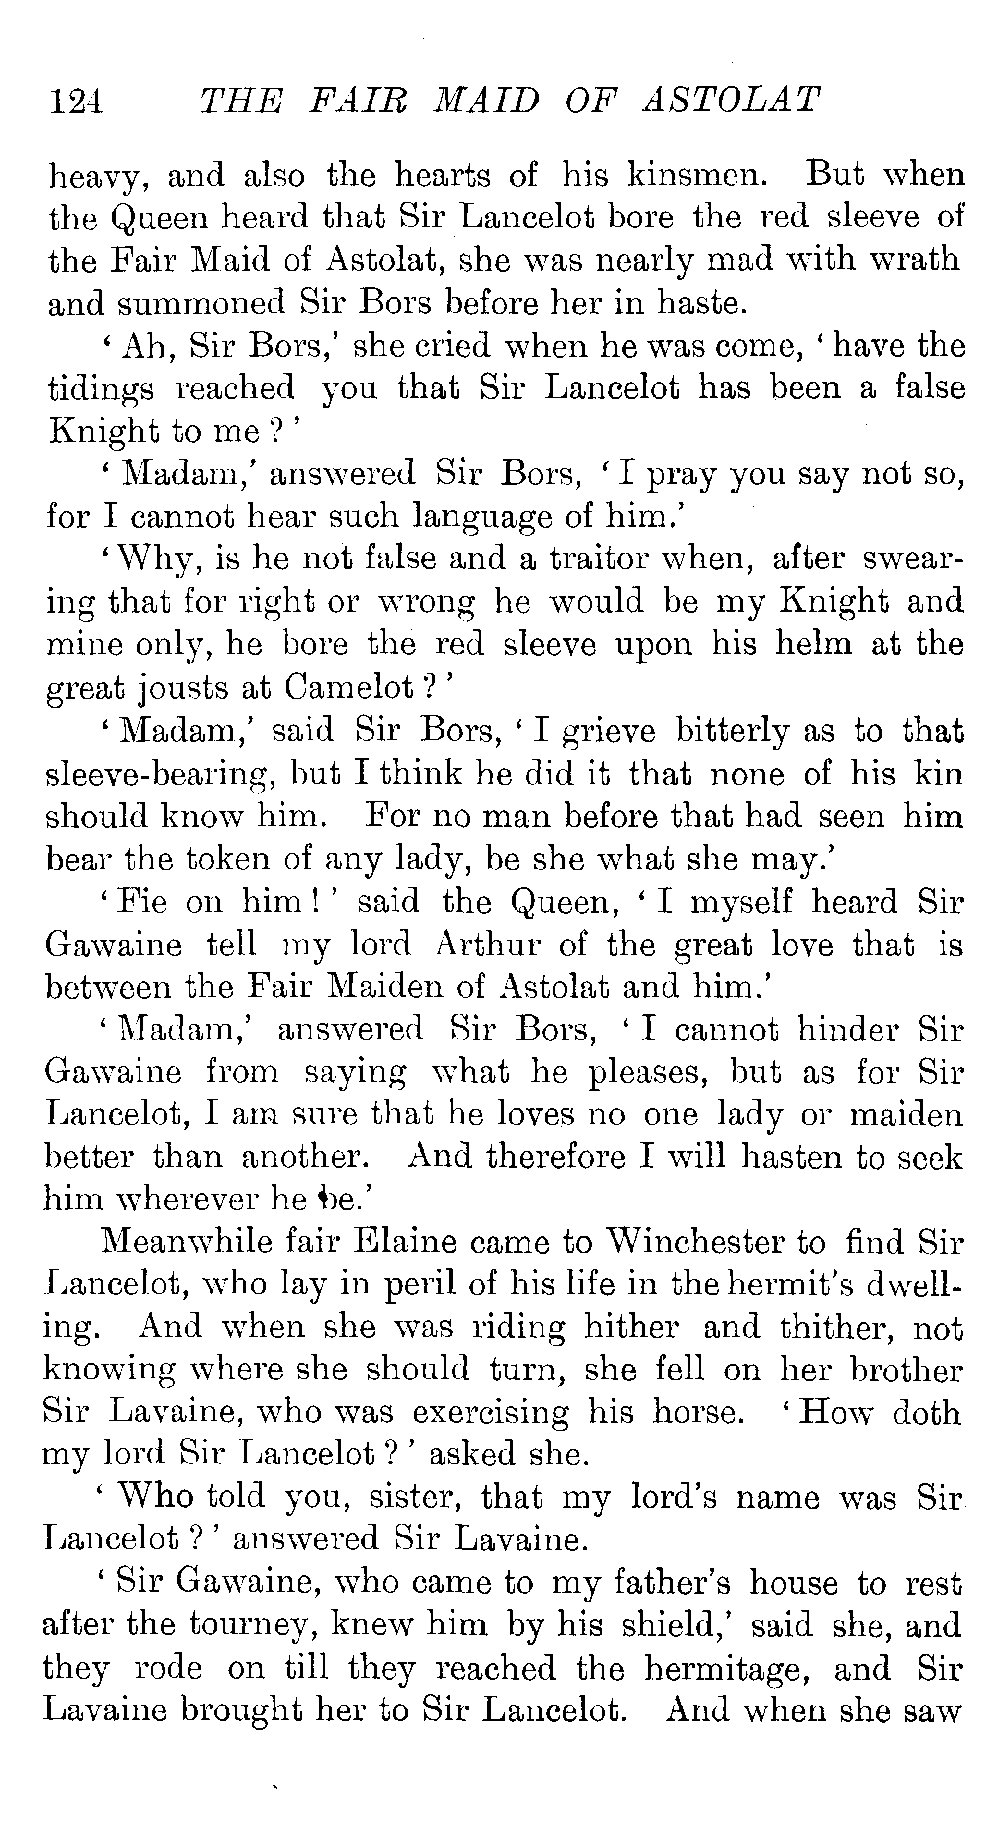 124 THE FAIR MAID OF ASTOLAT
heavy, and also the hearts of his kinsmen. But when
the Queen heard that Sir Lancelot bore the red sleeve of
the Fair Maid of Astolat, she was nearly mad with wrath
and summoned Sir Bors before her in haste.
‘ Ah, Sir Bors,’ she cried when he was come, ‘ have the
tidings reached you that Sir Lancelot has been a false
Knight to me ? ’
‘ Madam,’ answered Sir Bors, ‘ I pray you say not so,
for I cannot hear such language of him.’
‘ Why, is he not false and a traitor when, after swear-
ing that for right or wrong he would be my Knight and
mine only, he bore the red sleeve upon his helm at the
great jousts at Camelot ? ’
‘ Madam,’ said Sir Bors, ‘ I grieve bitterly as to that
sleeve-bearing, but I think he did it that none of his kin
should know him. For no man before that had seen him
bear the token of any lady, be she what she may.’
‘ Fie on him ! ’ said the Queen, ‘ I myself heard Sir
Gawaine tell my lord Arthur of the great love that is
between the Fair Maiden of Astolat and him.’
‘ Madam,’ answered Sir Bors, ‘ I cannot hinder Sir
Gawaine from saying what he pleases, but as for Sir
Lancelot, I am sure that he loves no one lady or maiden
better than another. And therefore I will hasten to seek
him wherever he be.’
Meanwhile fair Elaine came to Winchester to find Sir
Lancelot, who lay in peril of his life in the hermit’s dwell-
ing. And when she was riding hither and thither, not
knowing where she should turn, she fell on her brother
Sir Lavaine, who was exercising his horse. ‘ How doth
my lord Sir Lancelot ? ’ asked she.
‘ Who told you, sister, that my lord’s name was Sir
Lancelot ? ’ answered Sir Lavaine.
‘ Sir Gawaine, who came to my father’s house to rest
after the tourney, knew him by his shield,’ said she, and
they rode on till they reached the hermitage, and Sir
Lavaine brought her to Sir Lancelot. And when she saw